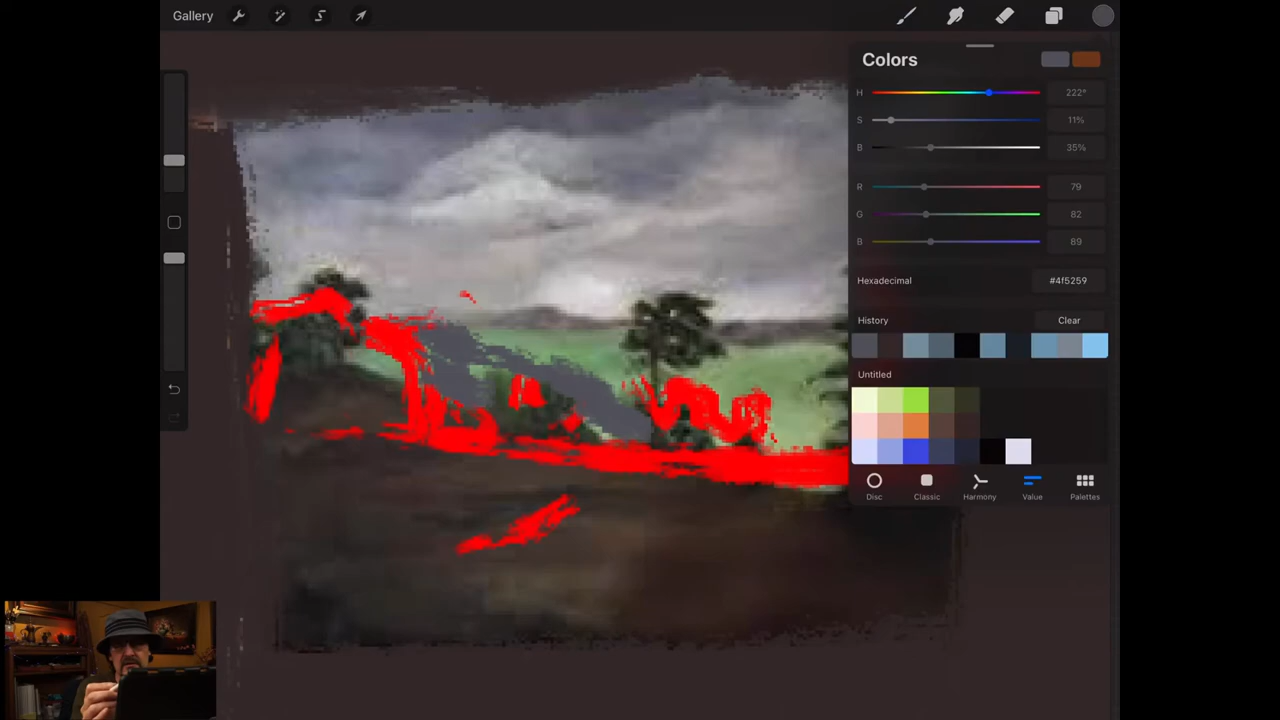 Gallery
Colors
H 222°
S 11%
B 35%
R 79
G 82
B 89
Hexadecimal #4f5259
History Clear
Untitled
Disc Classic Harmony Value Palettes